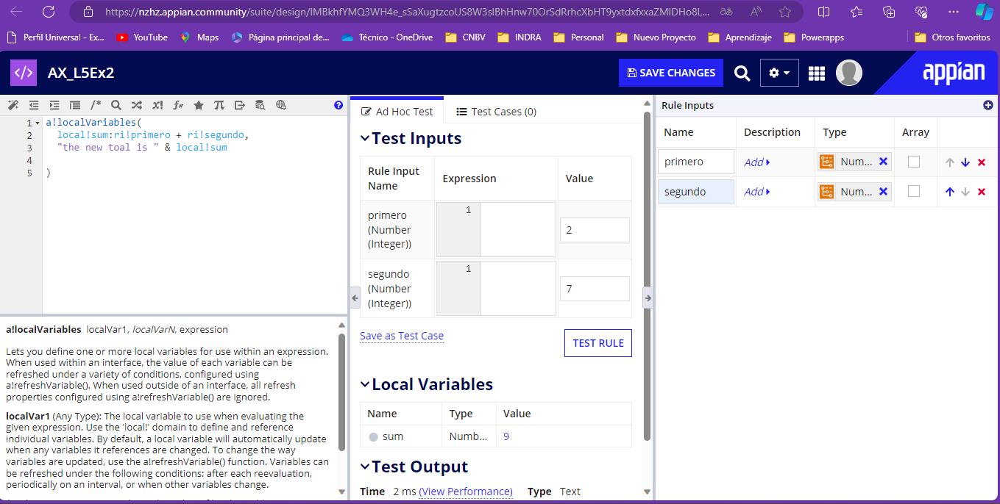 https://nzhz.appian.community/suite/design/IMBkhfYMQ3WH4e_sSaXugtzcoUS8W3slBhHnw70OrSdRrhcXbHT9yxtdxfxxaZMIDHo8L...
Perfil Universal - Ex...
YouTube
Maps
Página principal de...
Técnico - OneDrive
CNBV
INDRA
Personal
Nuevo Proyecto
Aprendizaje
Powerapps
Otros favoritos
</> AX_L5Ex2
SAVE CHANGES
appian
Ad Hoc Test
Test Cases (0)
Rule Inputs
1 a!localVariables(
2 local!sum:ri!primero + ri!segundo,
3 "the new toal is " & local!sum
4
5 )
a!localVariables localVar1, localVarN, expression
Lets you define one or more local variables for use within an expression.
When used within an interface, the value of each variable can be
refreshed under a variety of conditions, configured using
a!refreshVariable(). When used outside of an interface, all refresh
properties configured using a!refreshVariable() are ignored.
localVar1 (Any Type): The local variable to use when evaluating the
given expression. Use the 'local!' domain to define and reference
individual variables. By default, a local variable will automatically update
when any variables it references are changed. To change the way
variables are updated, use the a!refreshVariable() function. Variables can
be refreshed under the following conditions: after each reevaluation,
periodically on an interval, or when other variables change.
Test Inputs
Rule Input Name Expression Value
primero (Number (Integer)) 1 2
segundo (Number (Integer)) 1 7
Save as Test Case
TEST RULE
Local Variables
Name Type Value
sum Numb... 9
Test Output
Time 2 ms (View Performance) Type Text
Name Description Type Array
primero Add Num...
segundo Add Num...